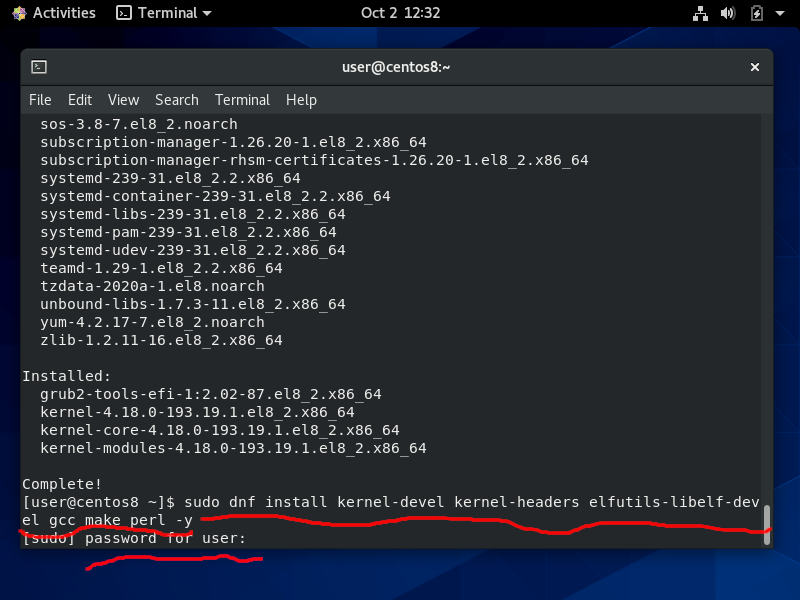 Activities Terminal Oct 2 12:32
user@centos8:~
File Edit View Search Terminal Help
sos-3.8-7.el8_2.noarch
subscription-manager-1.26.20-1.el8_2.x86_64
subscription-manager-rhsm-certificates-1.26.20-1.el8_2.x86_64
systemd-239-31.el8_2.2.x86_64
systemd-container-239-31.el8_2.2.x86_64
systemd-libs-239-31.el8_2.2.x86_64
systemd-pam-239-31.el8_2.2.x86_64
systemd-udev-239-31.el8_2.2.x86_64
teamd-1.29-1.el8_2.2.x86_64
tzdata-2020a-1.el8.noarch
unbound-libs-1.7.3-11.el8_2.x86_64
yum-4.2.17-7.el8_2.noarch
zlib-1.2.11-16.el8_2.x86_64
Installed:
grub2-tools-efi-1:2.02-87.el8_2.x86_64
kernel-4.18.0-193.19.1.el8_2.x86_64
kernel-core-4.18.0-193.19.1.el8_2.x86_64
kernel-modules-4.18.0-193.19.1.el8_2.x86_64
Complete!
[user@centos8 ~]$ sudo dnf install kernel-devel kernel-headers elfutils-libelf-dev
el gcc make perl -y
[sudo] password for user: